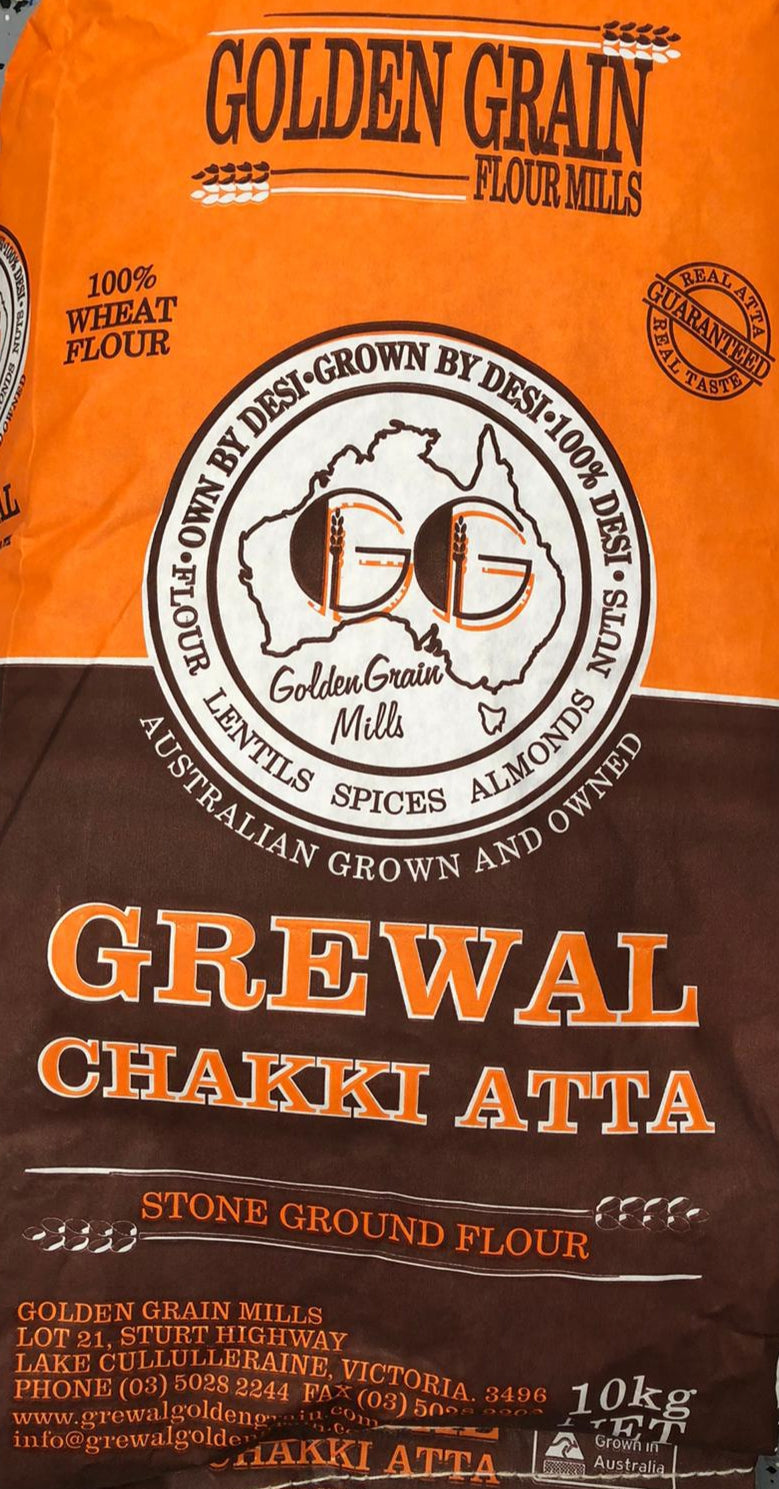 GOLDEN GRAIN
FLOUR MILLS
100%
WHEAT
FLOUR
REAL ATTA
GUARANTEED
REAL TASTE
OWN BY DESI•GROWN BY DESI•100% DESI•
FLOUR LENTILS SPICES ALMONDS NUTS
GG
Golden Grain
Mills
AUSTRALIAN GROWN AND OWNED
GREWAL
CHAKKI ATTA
STONE GROUND FLOUR
GOLDEN GRAIN MILLS
LOT 21, STURT HIGHWAY
LAKE CULLULLERAINE, VICTORIA. 3496
PHONE (03) 5028 2244 FAX (03)
10kg
NET
CHAKKI ATTA
Grown in
Australia